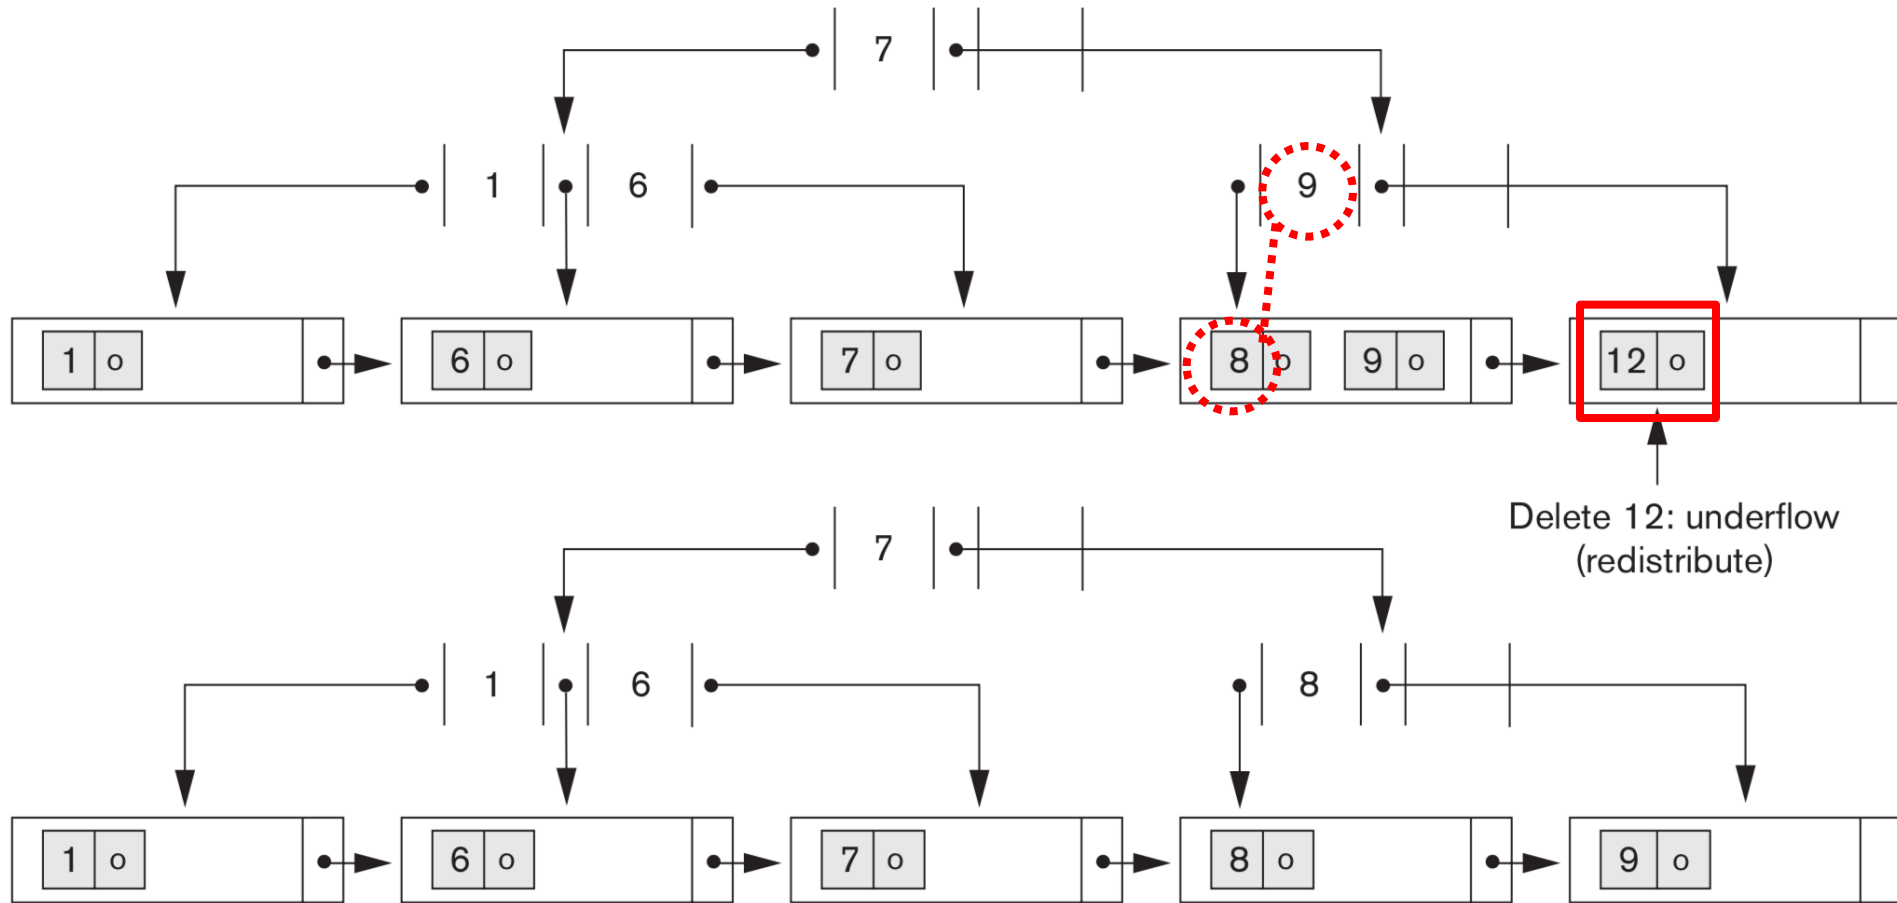 7
1 6 9
1 o 6 o 7 o 8 o 9 o 12 o
Delete 12: underflow
(redistribute)
7
1 6 8
1 o 6 o 7 o 8 o 9 o